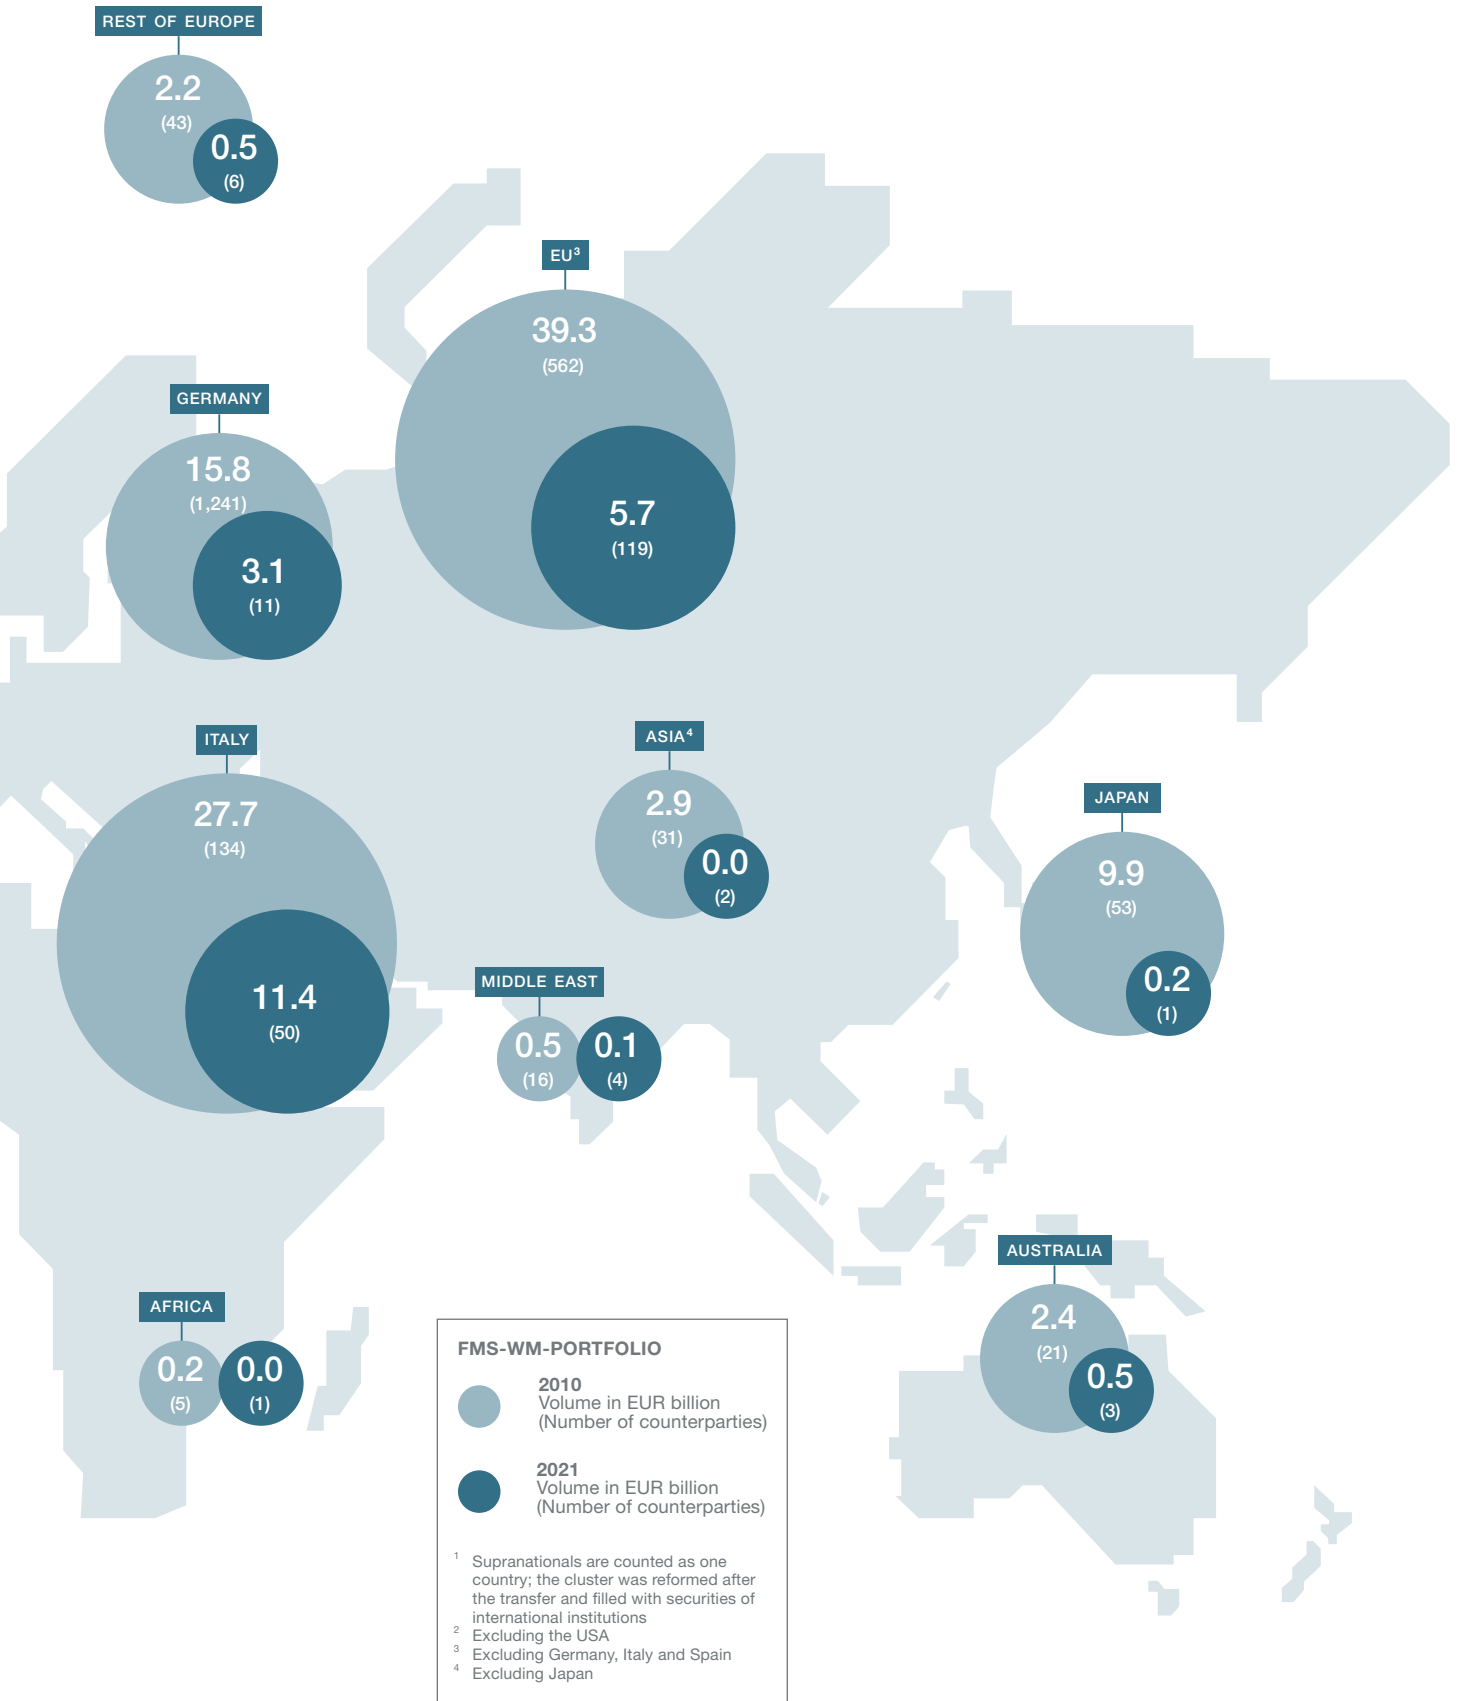 REST OF EUROPE
2.2
(43)
0.5
(6)
EU³
39.3
(562)
5.7
(119)
GERMANY
15.8
(1,241)
3.1
(11)
ITALY
27.7
(134)
11.4
(50)
ASIA⁴
2.9
(31)
0.0
(2)
JAPAN
9.9
(53)
0.2
(1)
MIDDLE EAST
0.5
(16)
0.1
(4)
AUSTRALIA
2.4
(21)
0.5
(3)
AFRICA
0.2
(5)
0.0
(1)
FMS-WM-PORTFOLIO
2010
Volume in EUR billion
(Number of counterparties)
2021
Volume in EUR billion
(Number of counterparties)
¹ Supranationals are counted as one
country; the cluster was reformed after
the transfer and filled with securities of
international institutions
² Excluding the USA
³ Excluding Germany, Italy and Spain
⁴ Excluding Japan